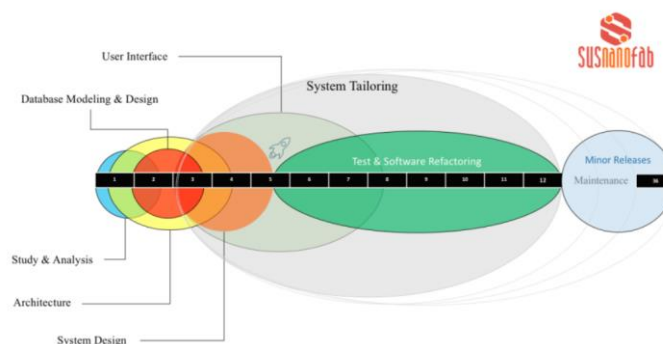 SUSnanoFab
User Interface
System Tailoring
Database Modeling & Design
Test & Software Refactoring
Minor Releases
1 2 3 4 5 6 7 8 9 10 11 12 Maintenance 36
Study & Analysis
Architecture
System Design